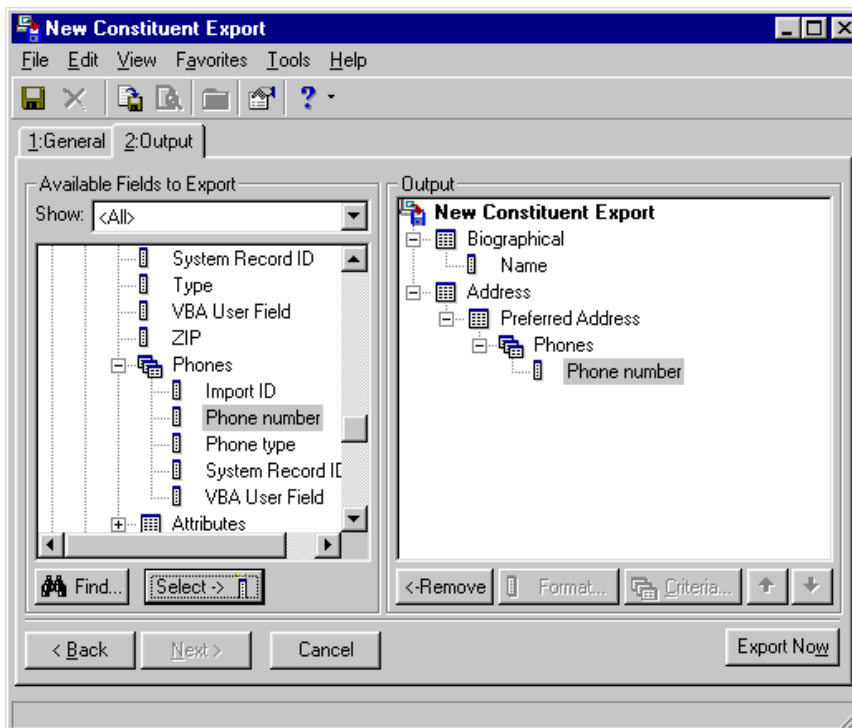 New Constituent Export
File Edit View Favorites Tools Help
1:General 2:Output
Available Fields to Export
Show: <All>
System Record ID
Type
VBA User Field
ZIP
Phones
Import ID
Phone number
Phone type
System Record ID
VBA User Field
Attributes
Find... Select ->
Output
New Constituent Export
Biographical
Name
Address
Preferred Address
Phones
Phone number
<-Remove Format... Criteria...
< Back Next > Cancel Export Now